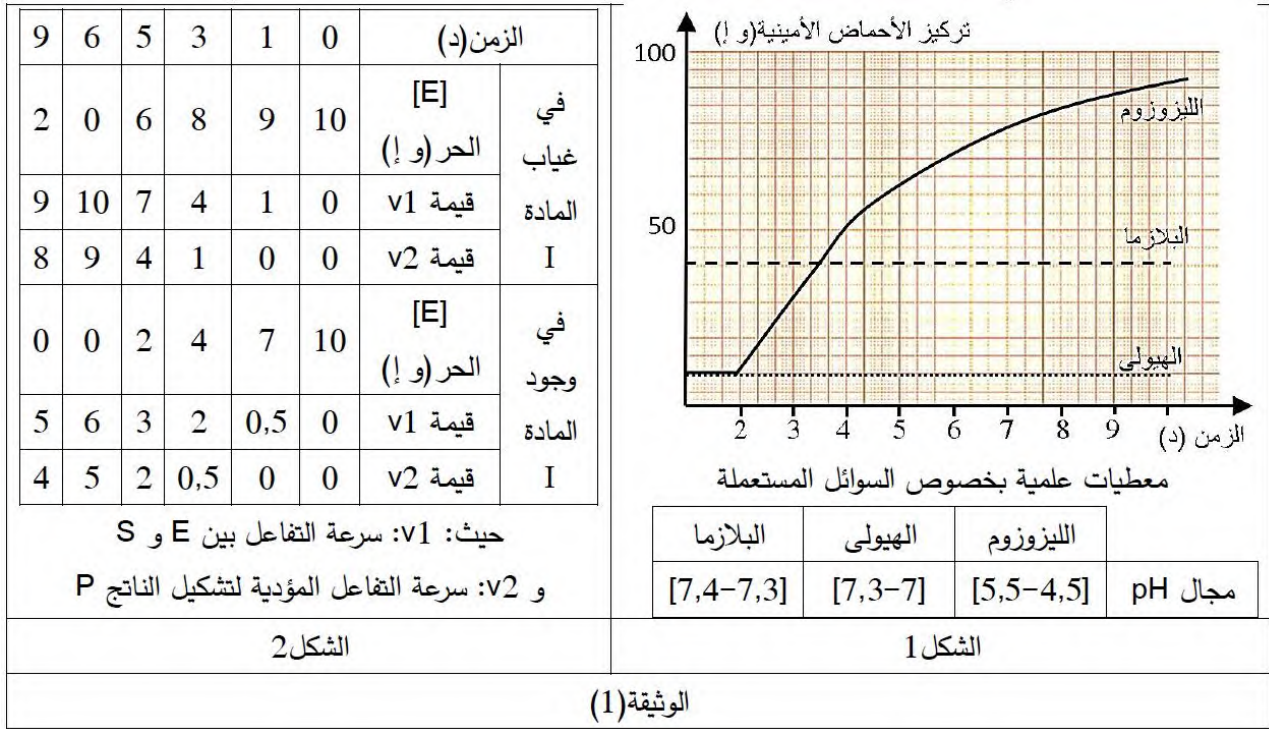 تركيز الأحماض الأمينية(و إ)
100
50
الليزوزوم
البلازما
الهيولى
2 3 4 5 6 7 8 9
الزمن (د)
معطيات علمية بخصوص السوائل المستعملة
الليزوزوم الهيولى البلازما
مجال pH [5,5−4,5] [7,3−7] [7,4−7,3]
الشكل1
الزمن(د) 0 1 3 5 6 9
في غياب المادة I
[E] الحر(و إ) 10 9 8 6 0 2
قيمة v1 0 1 4 7 10 9
قيمة v2 0 0 1 4 9 8
في وجود المادة I
[E] الحر(و إ) 10 7 4 2 0 0
قيمة v1 0 0,5 2 3 6 5
قيمة v2 0 0 0,5 2 5 4
حيث: v1: سرعة التفاعل بين E و S
و v2: سرعة التفاعل المؤدية لتشكيل الناتج P
الشكل2
الوثيقة(1)